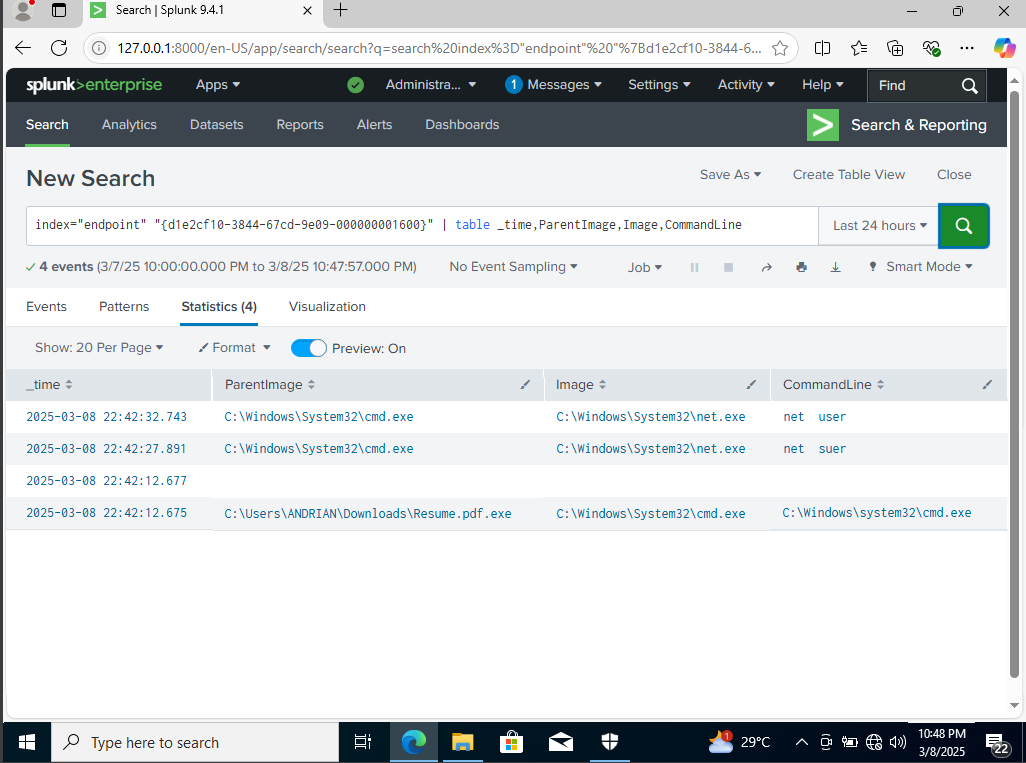 Search | Splunk 9.4.1
127.0.0.1:8000/en-US/app/search/search?q=search%20index%3D"endpoint"%20"%7Bd1e2cf10-3844-6...
splunk>enterprise Apps Administra... 1 Messages Settings Activity Help Find
Search Analytics Datasets Reports Alerts Dashboards > Search & Reporting
New Search Save As Create Table View Close
index="endpoint" "{d1e2cf10-3844-67cd-9e09-000000001600}" | table _time,ParentImage,Image,CommandLine Last 24 hours
4 events (3/7/25 10:00:00.000 PM to 3/8/25 10:47:57.000 PM) No Event Sampling Job Smart Mode
Events Patterns Statistics (4) Visualization
Show: 20 Per Page Format Preview: On
_time ParentImage Image CommandLine
2025-03-08 22:42:32.743 C:\Windows\System32\cmd.exe C:\Windows\System32\net.exe net user
2025-03-08 22:42:27.891 C:\Windows\System32\cmd.exe C:\Windows\System32\net.exe net suer
2025-03-08 22:42:12.677
2025-03-08 22:42:12.675 C:\Users\ANDRIAN\Downloads\Resume.pdf.exe C:\Windows\System32\cmd.exe C:\Windows\system32\cmd.exe
Type here to search 1 29°C 10:48 PM
3/8/2025 22